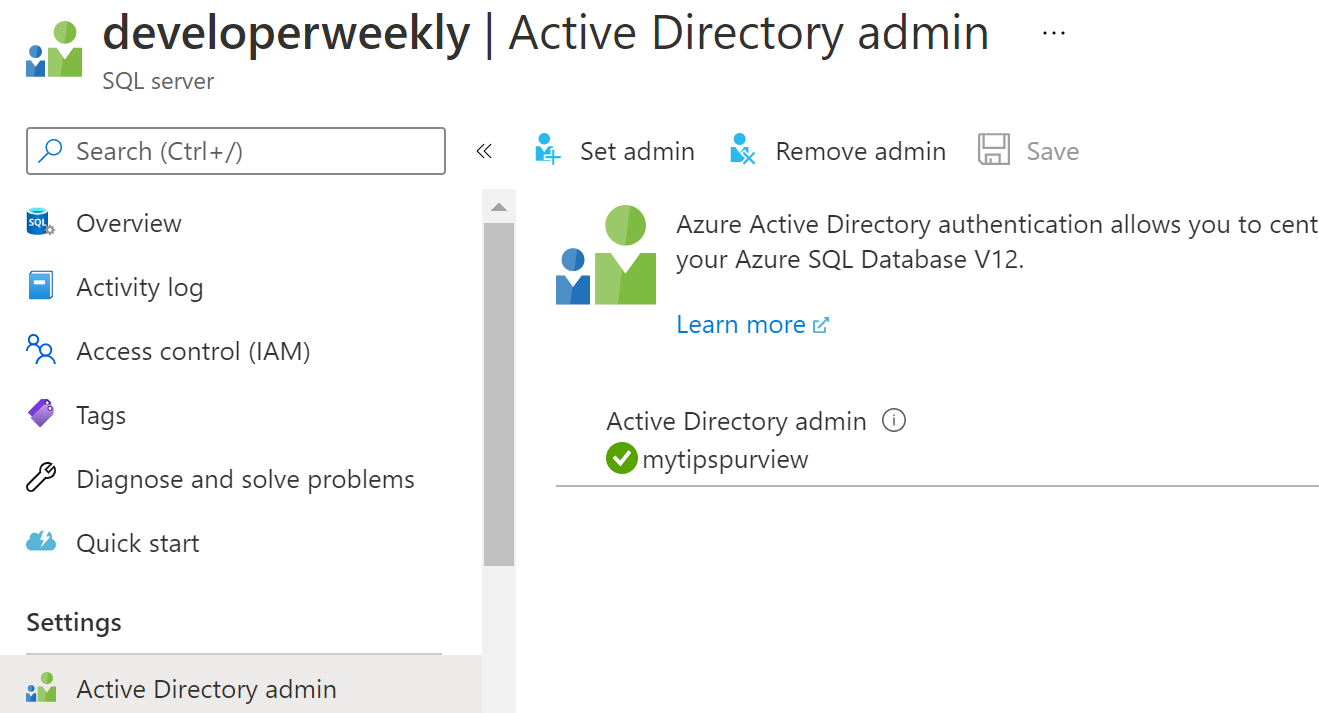 developerweekly | Active Directory admin ...
SQL server
Search (Ctrl+/)
«
Set admin
Remove admin
Save
SQL
Overview
Activity log
Access control (IAM)
Tags
Diagnose and solve problems
Quick start
Settings
Active Directory admin
Azure Active Directory authentication allows you to cent
your Azure SQL Database V12.
Learn more
Active Directory admin
mytipspurview